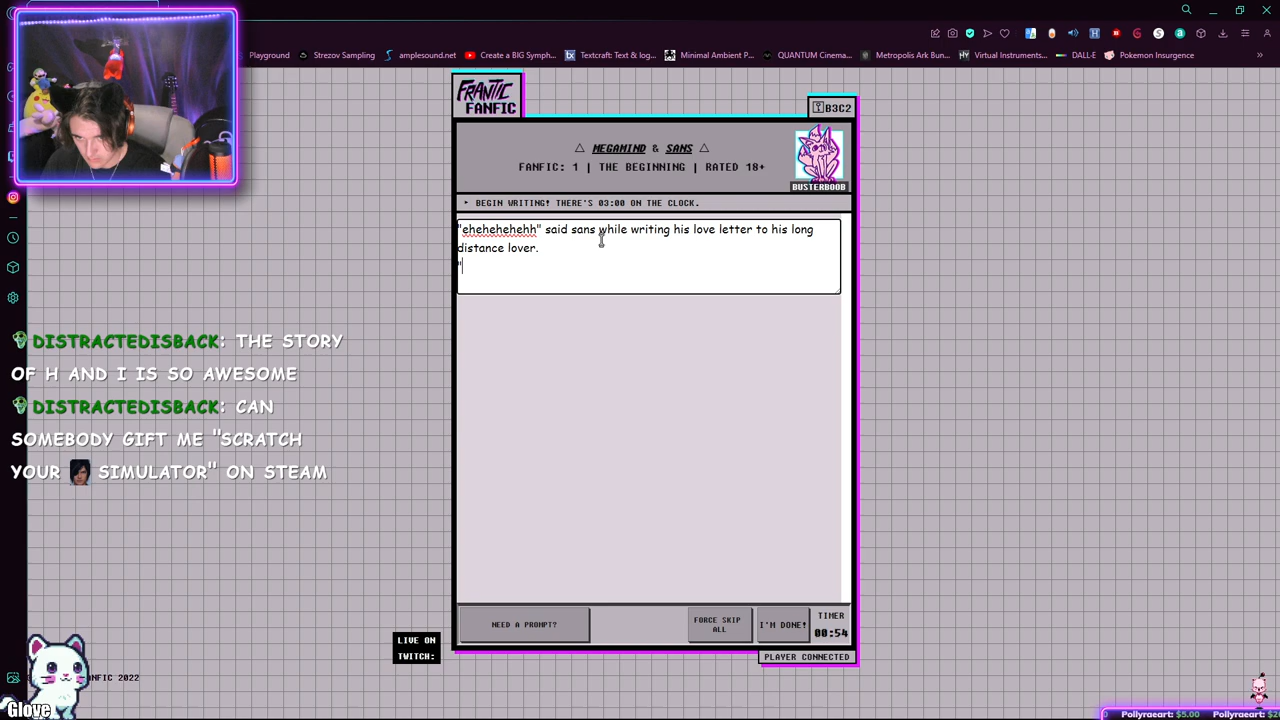 Playground
Strezov Sampling
amplesound.net
Create a BIG Symph...
Textcraft: Text & log...
Minimal Ambient P...
QUANTUM Cinema...
Metropolis Ark Bun...
Virtual Instruments...
DALL-E
Pokemon Insurgence
FRANTIC
FANFIC
B3C2
△ MEGAMIND & SANS △
FANFIC: 1 | THE BEGINNING | RATED 18+
BUSTERBOOB
▸ BEGIN WRITING! THERE'S 03:00 ON THE CLOCK.
"ehehehehehh" said sans while writing his love letter to his long
distance lover.
"
DISTRACTEDISBACK: THE STORY
OF H AND I IS SO AWESOME
DISTRACTEDISBACK: CAN
SOMEBODY GIFT ME "SCRATCH
YOUR SIMULATOR" ON STEAM
NEED A PROMPT?
FORCE SKIP
ALL
I'M DONE!
TIMER
00:54
LIVE ON
TWITCH:
PLAYER CONNECTED
FANFIC 2022
Glove
Pollyraeart: $5.00 Pollyraeart: $2